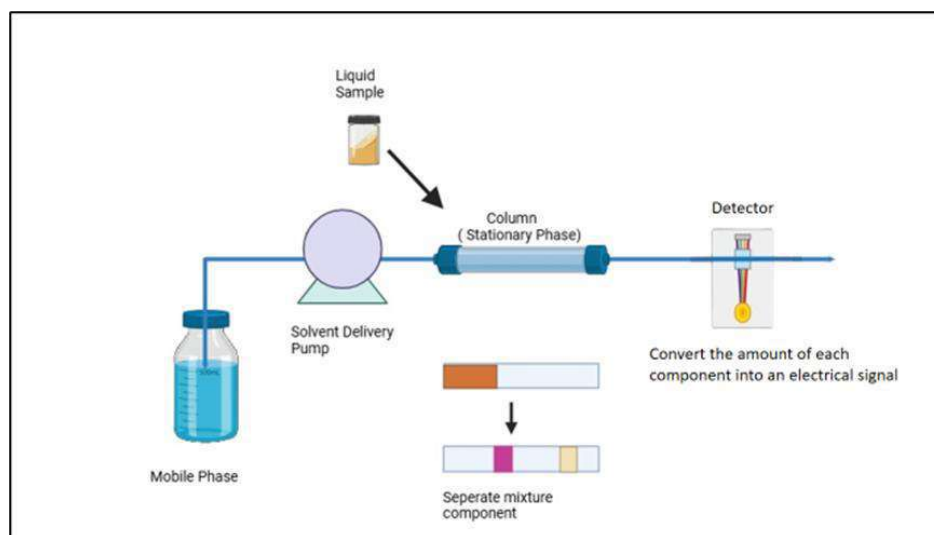 Liquid
Sample
Column
( Stationary Phase)
Detector
Solvent Delivery
Pump
Convert the amount of each
component into an electrical signal
Mobile Phase
Seperate mixture
component